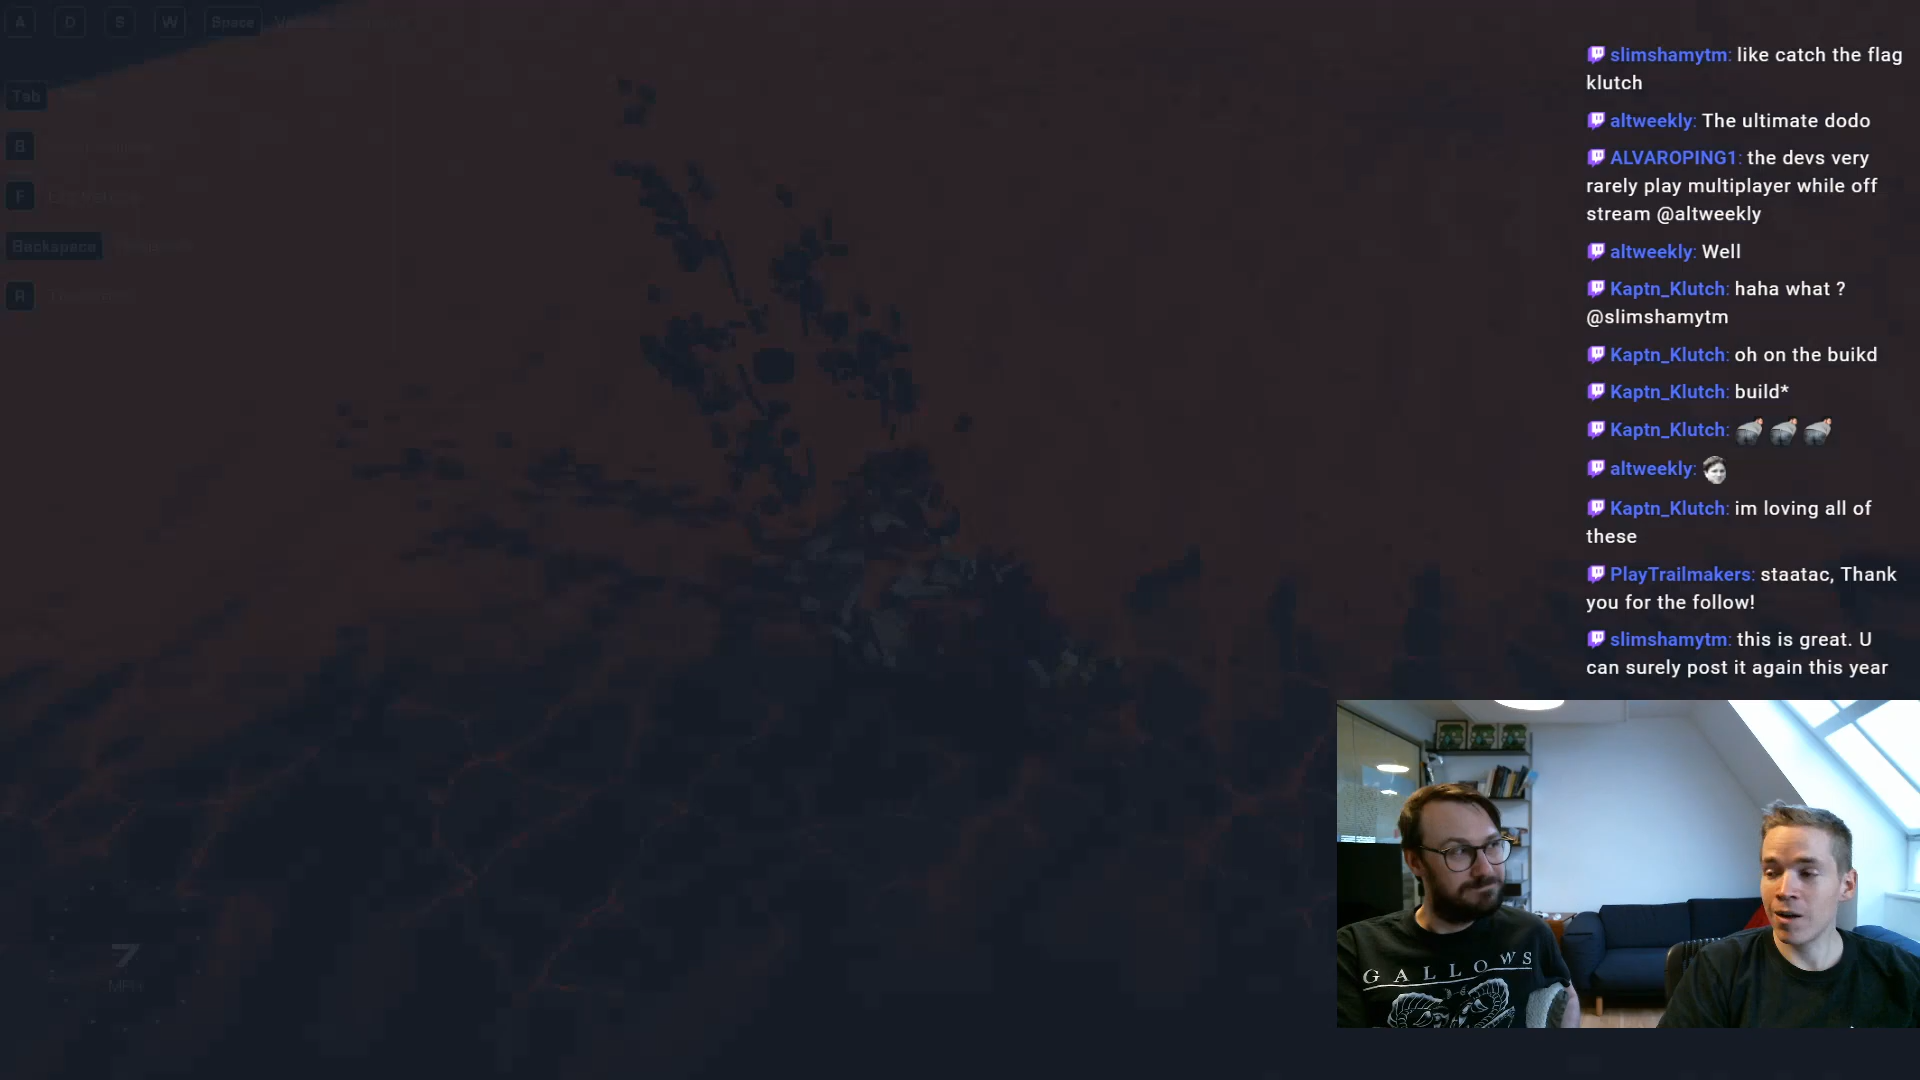 A D S W Space
Tab
B
F
Backspace
R
7
MPH
slimshamytm: like catch the flag
klutch
altweekly: The ultimate dodo
ALVAROPING1: the devs very
rarely play multiplayer while off
stream @altweekly
altweekly: Well
Kaptn_Klutch: haha what ?
@slimshamytm
Kaptn_Klutch: oh on the buikd
Kaptn_Klutch: build*
Kaptn_Klutch:
altweekly:
Kaptn_Klutch: im loving all of
these
PlayTrailmakers: staatac, Thank
you for the follow!
slimshamytm: this is great. U
can surely post it again this year
GALLOWS